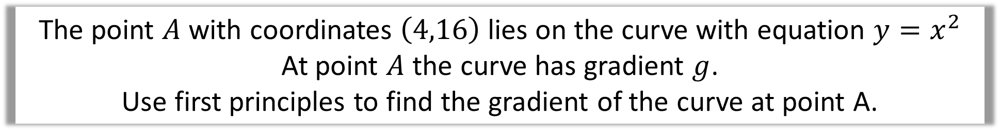 The point A with coordinates (4,16) lies on the curve with equation y = x²
At point A the curve has gradient g.
Use first principles to find the gradient of the curve at point A.